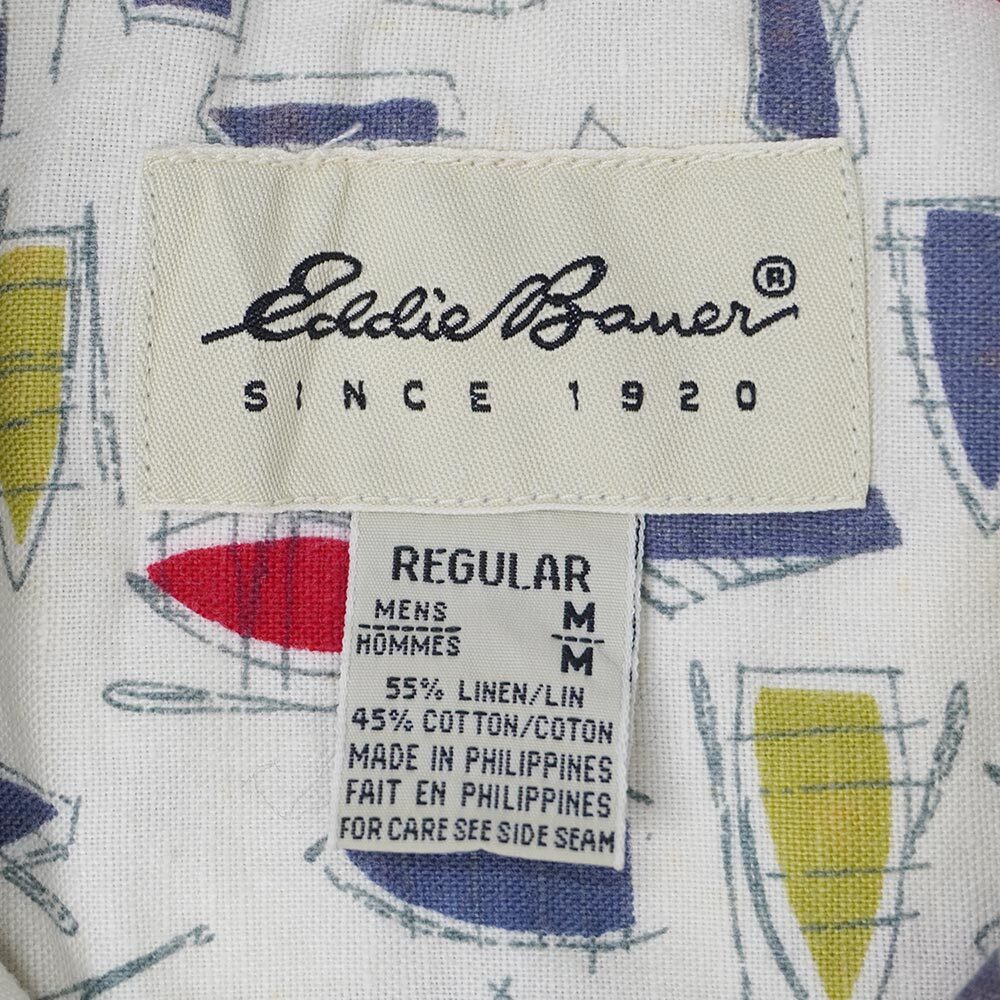 Eddie Bauer®
SINCE 1920
REGULAR
MENS M
HOMMES M
55% LINEN/LIN
45% COTTON/COTON
MADE IN PHILIPPINES
FAIT EN PHILIPPINES
FOR CARE SEE SIDE SEAM